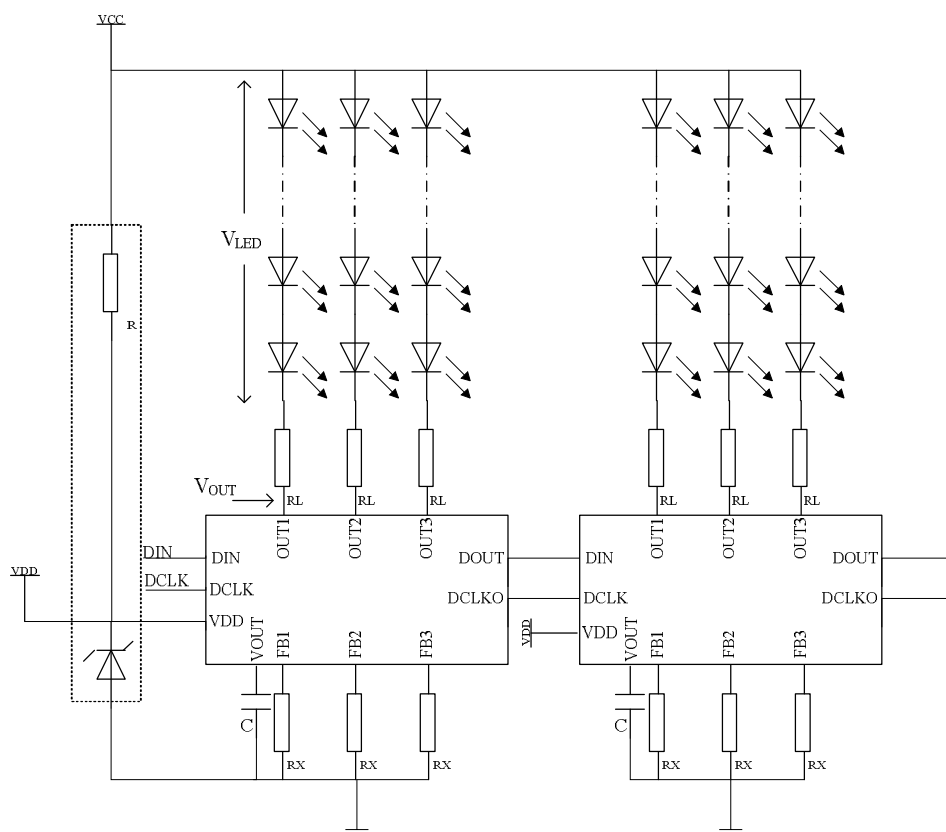 VCC
V_LED
R
V_OUT
RL RL RL RL RL RL
OUT1 OUT2 OUT3 OUT1 OUT2 OUT3
DIN DIN DOUT DIN DOUT
VDD DCLK DCLK DCLKO DCLK DCLKO
VDD VDD VDD
VOUT FB1 FB2 FB3 VOUT FB1 FB2 FB3
C C
RX RX RX RX RX RX